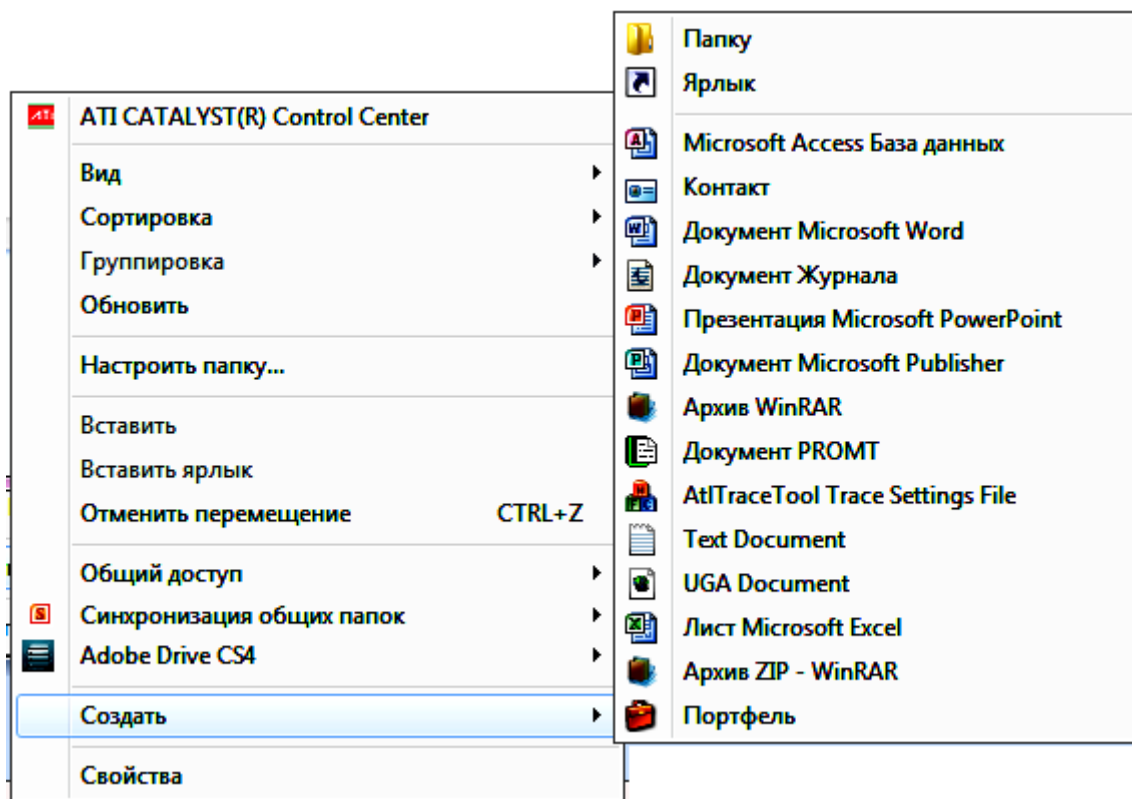 ATI CATALYST(R) Control Center
Вид
Сортировка
Группировка
Обновить
Настроить папку...
Вставить
Вставить ярлык
Отменить перемещение CTRL+Z
Общий доступ
Синхронизация общих папок
Adobe Drive CS4
Создать
Свойства
Папку
Ярлык
Microsoft Access База данных
Контакт
Документ Microsoft Word
Документ Журнала
Презентация Microsoft PowerPoint
Документ Microsoft Publisher
Архив WinRAR
Документ PROMT
AtlTraceTool Trace Settings File
Text Document
UGA Document
Лист Microsoft Excel
Архив ZIP - WinRAR
Портфель